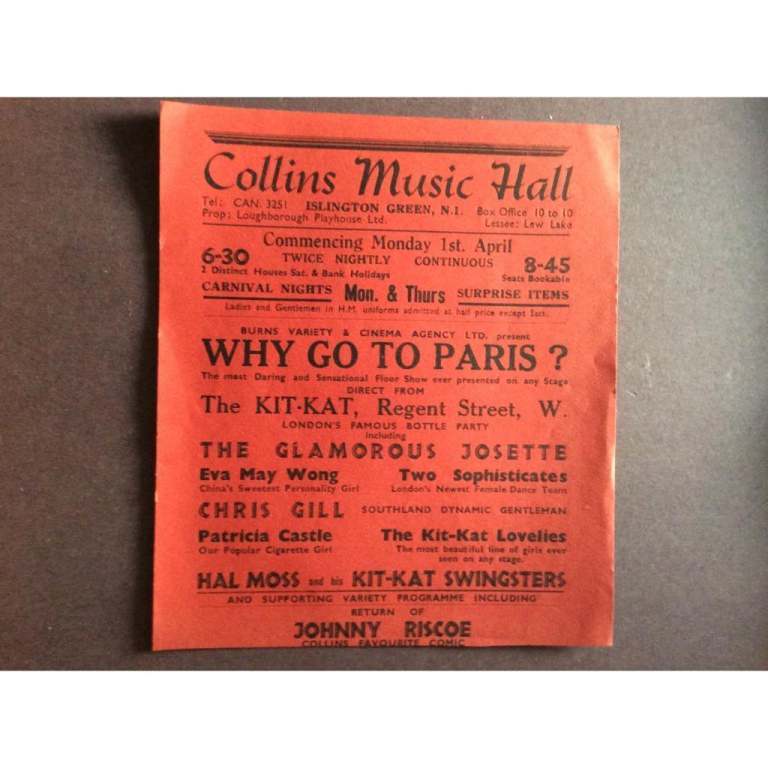 Collins Music Hall
Tel: CAN. 3251 ISLINGTON GREEN, N.1. Box Office 10 to 10
Prop: Loughborough Playhouse Ltd. Lessee: Lew Lake
Commencing Monday 1st. April
6-30 TWICE NIGHTLY CONTINUOUS 8-45
2 Distinct Houses Sat. & Bank Holidays Seats Bookable
CARNIVAL NIGHTS Mon. & Thurs SURPRISE ITEMS
Ladies and Gentlemen in H.M. uniforms admitted at half price except Sats.
BURNS VARIETY & CINEMA AGENCY LTD. present
WHY GO TO PARIS ?
The most Daring and Sensational Floor Show ever presented on any Stage
DIRECT FROM
The KIT-KAT, Regent Street, W.
LONDON'S FAMOUS BOTTLE PARTY
including
THE GLAMOROUS JOSETTE
Eva May Wong Two Sophisticates
China's Sweetest Personality Girl London's Newest Female Dance Team
CHRIS GILL SOUTHLAND DYNAMIC GENTLEMAN
Patricia Castle The Kit-Kat Lovelies
Our Popular Cigarette Girl The most beautiful line of girls ever
seen on any stage.
HAL MOSS and his KIT-KAT SWINGSTERS
AND SUPPORTING VARIETY PROGRAMME INCLUDING
RETURN OF
JOHNNY RISCOE
COLLINS FAVOURITE COMIC